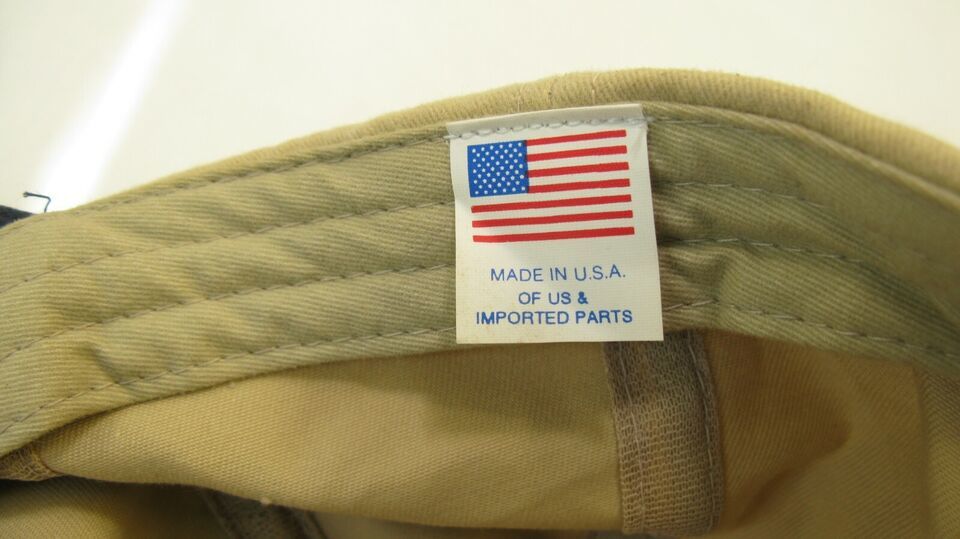 MADE IN U.S.A.
OF US &
IMPORTED PARTS